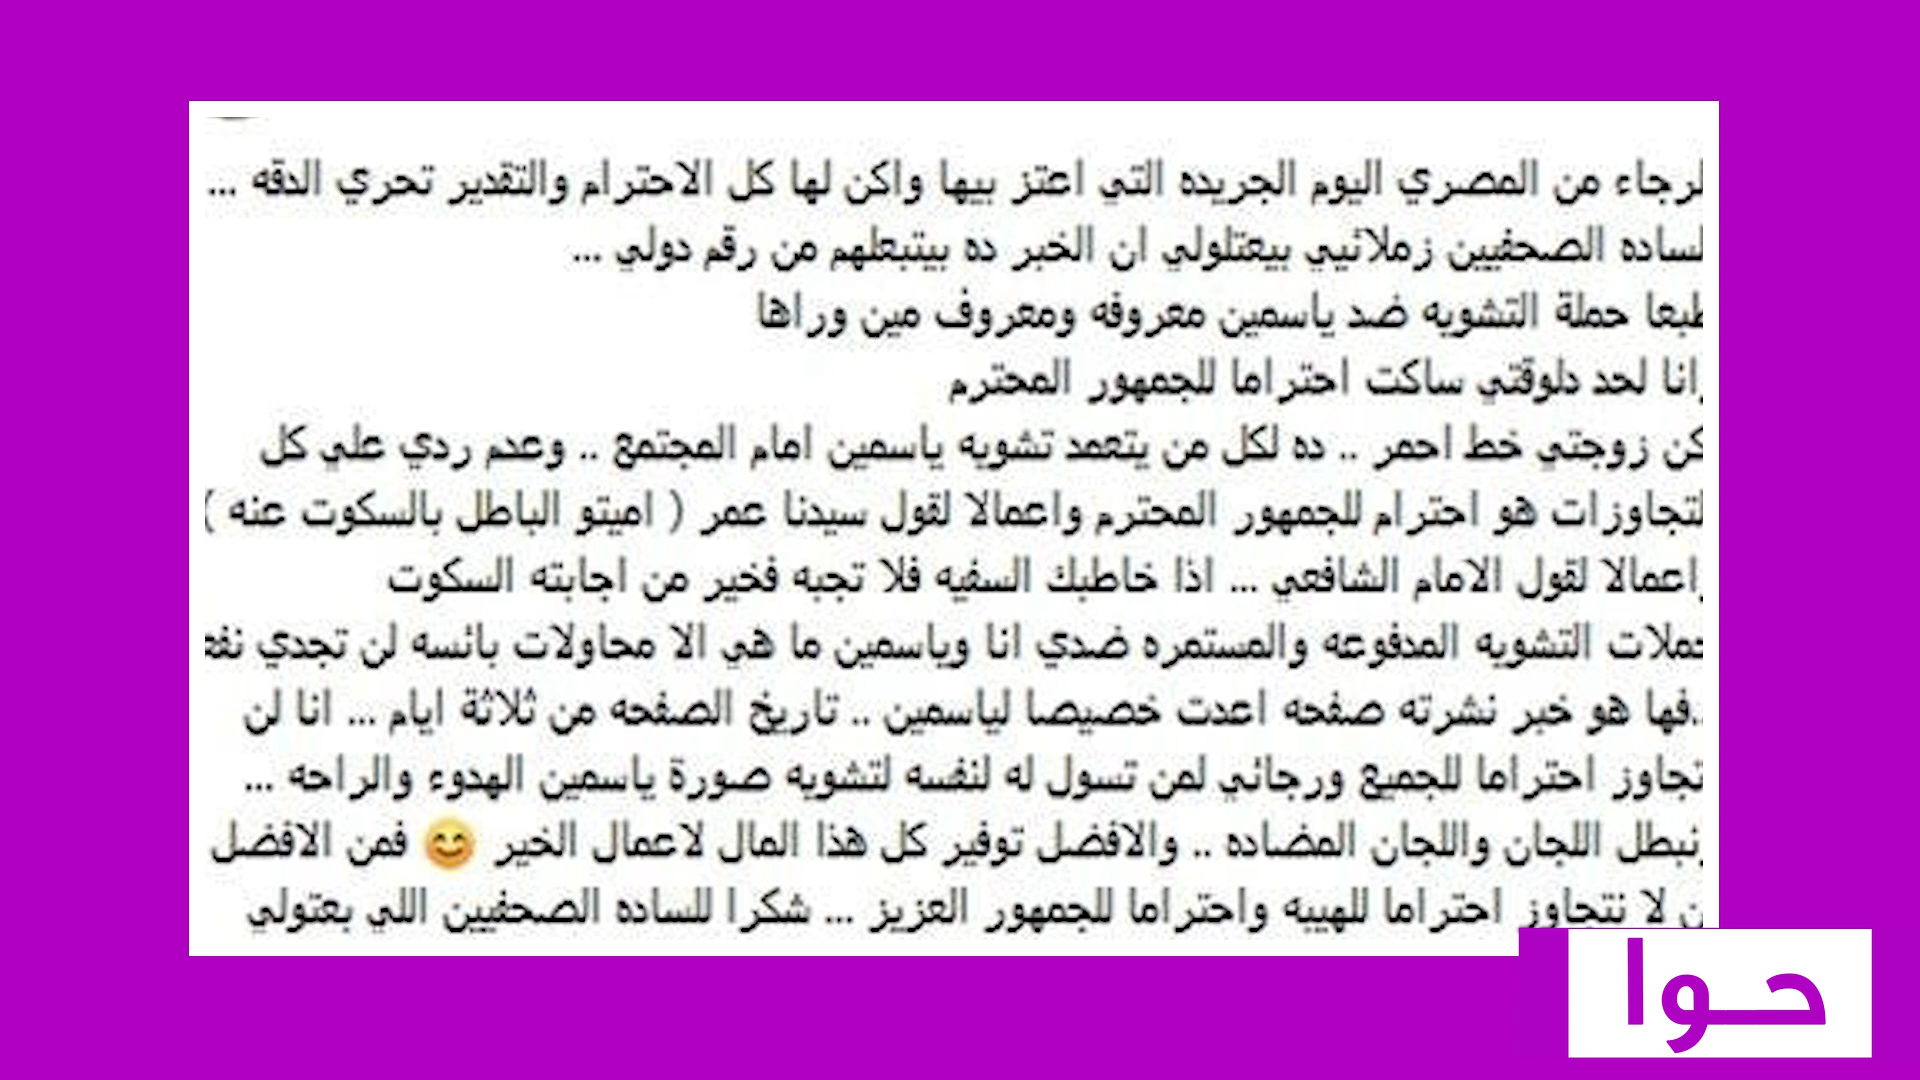 لرجاء من المصري اليوم الجريده التي اعتز بيها واكن لها كل الاحترام والتقدير تحري الدقه ...
لساده الصحفيين زملائيي بيعتلولي ان الخبر ده بيتبعلهم من رقم دولي ...
طبعا حملة التشويه ضد ياسمين معروفه ومعروف مين وراها
وانا لحد دلوقتي ساكت احتراما للجمهور المحترم
كن زوجتي خط احمر .. ده لكل من يتعمد تشويه ياسمين امام المجتمع .. وعدم ردي علي كل
لتجاوزات هو احترام للجمهور المحترم واعمالا لقول سيدنا عمر ( اميتو الباطل بالسكوت عنه )
واعمالا لقول الامام الشافعي ... اذا خاطبك السفيه فلا تجبه فخير من اجابته السكوت
حملات التشويه المدفوعه والمستمره ضدي انا وياسمين ما هي الا محاولات بائسه لن تجدي نفع
..فها هو خبر نشرته صفحه اعدت خصيصا لياسمين .. تاريخ الصفحه من ثلاثة ايام ... انا لن
تجاوز احتراما للجميع ورجائي لمن تسول له لنفسه لتشويه صورة ياسمين الهدوء والراحه ...
ونبطل اللجان واللجان المضاده .. والافضل توفير كل هذا المال لاعمال الخير 😊 فمن الافضل
ن لا نتجاوز احتراما للهيبه واحتراما للجمهور العزيز ... شكرا للساده الصحفيين اللي بعتولي
حوا